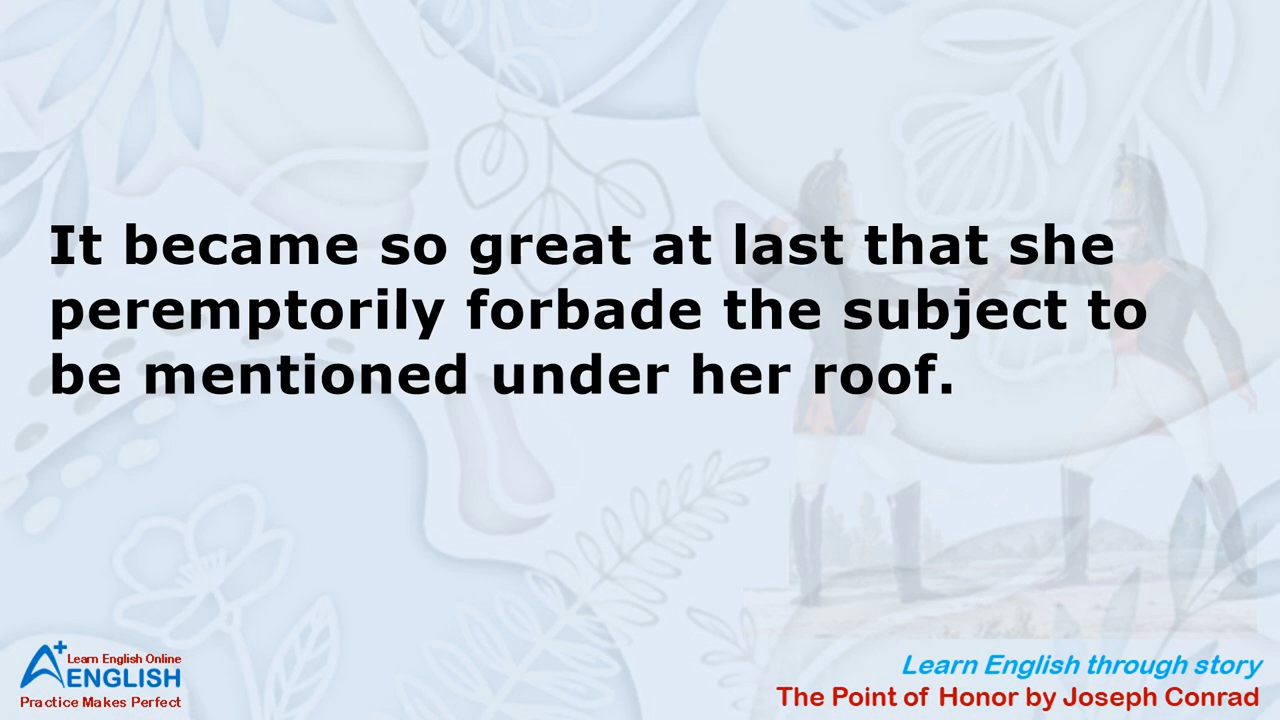 It became so great at last that she
peremptorily forbade the subject to
be mentioned under her roof.
A+ Learn English Online
ENGLISH
Practice Makes Perfect
Learn English through story
The Point of Honor by Joseph Conrad